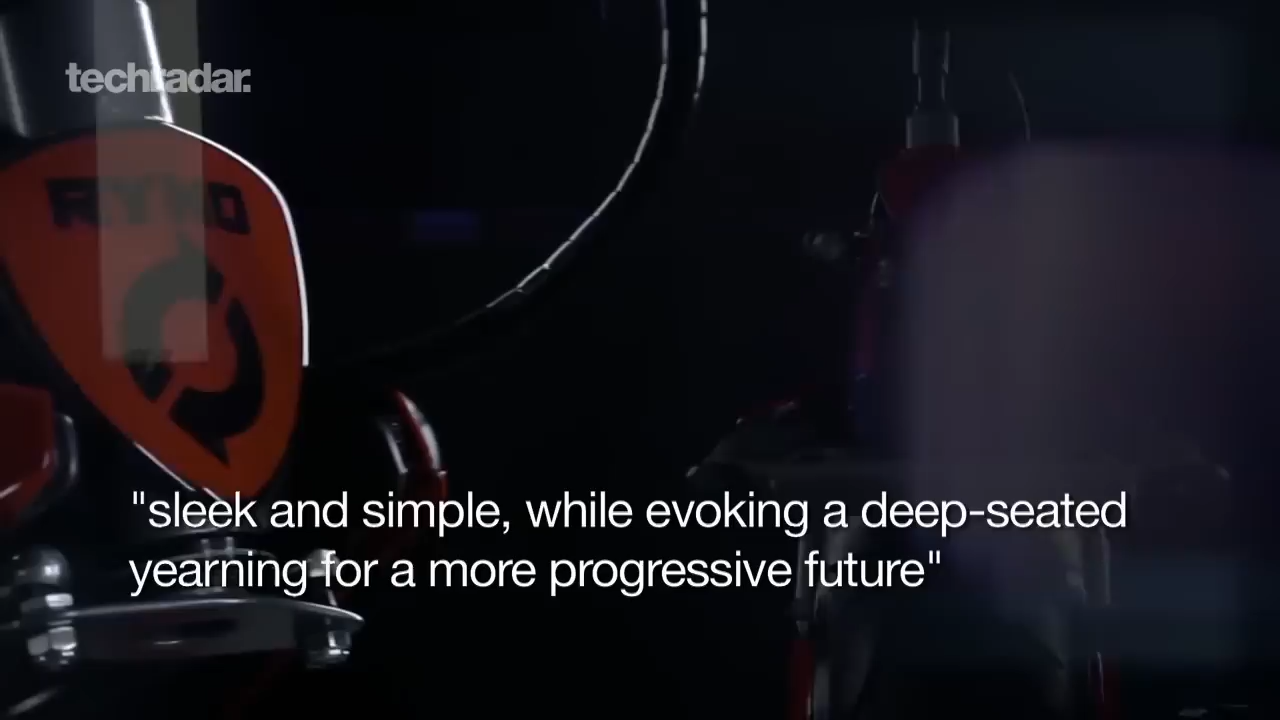 techradar.
RYNO
"sleek and simple, while evoking a deep-seated
yearning for a more progressive future"